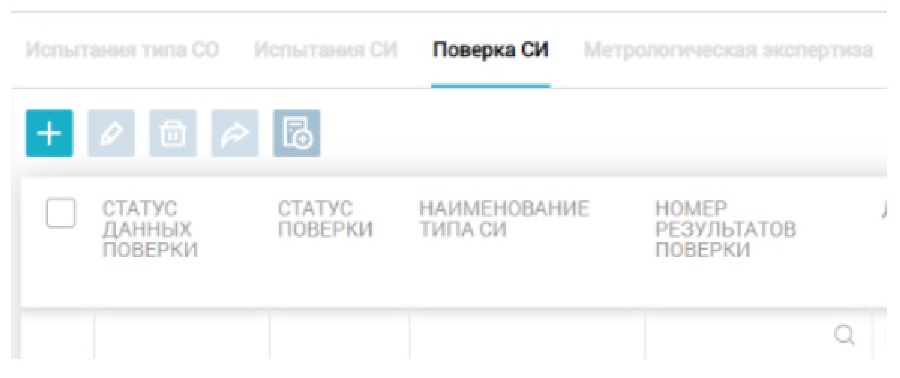 Испытания типа СО Испытания СИ Поверка СИ Метрологическая экспертиза
СТАТУС ДАННЫХ ПОВЕРКИ
СТАТУС ПОВЕРКИ
НАИМЕНОВАНИЕ ТИПА СИ
НОМЕР РЕЗУЛЬТАТОВ ПОВЕРКИ